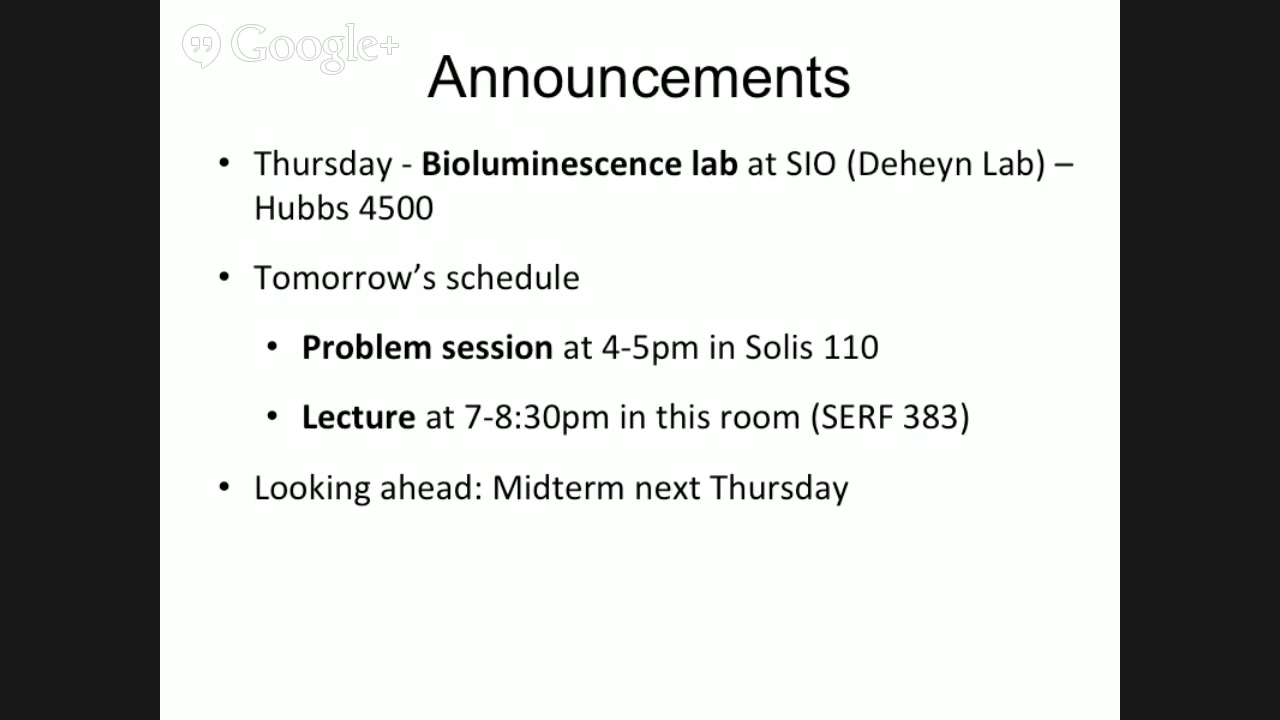 Google+
Announcements
• Thursday - Bioluminescence lab at SIO (Deheyn Lab) –
Hubbs 4500
• Tomorrow’s schedule
• Problem session at 4-5pm in Solis 110
• Lecture at 7-8:30pm in this room (SERF 383)
• Looking ahead: Midterm next Thursday